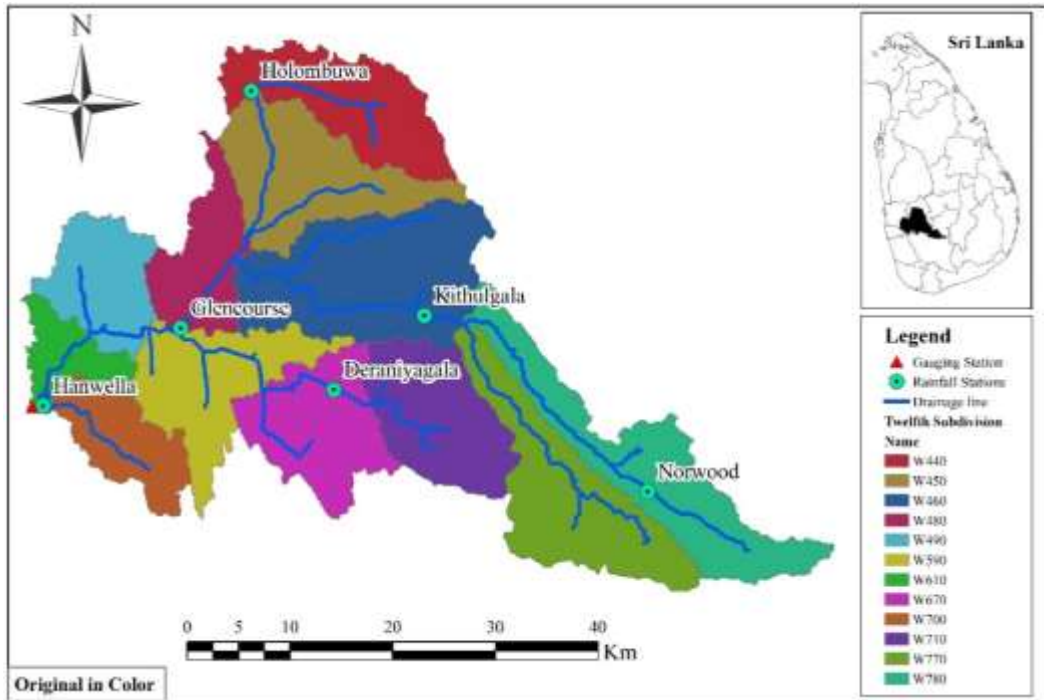 Sri Lanka
N
Holombuwa
Glencourse
Kithulgala
Deraniyagala
Hanwella
Norwood
0 5 10 20 30 40
Km
Original in Color
Legend
Gauging Station
Rainfall Stations
Drainage line
Twelfth Subdivision
Name
W440
W450
W460
W480
W490
W590
W610
W670
W700
W710
W770
W780